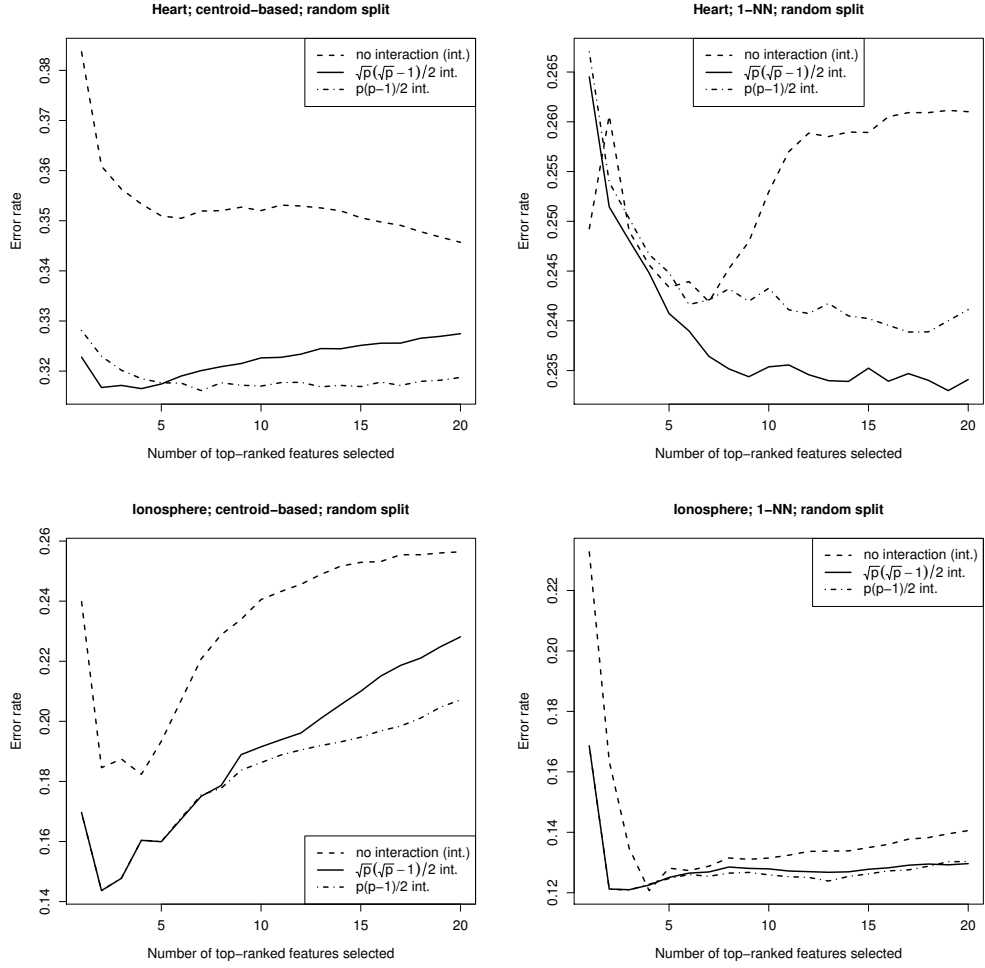 Heart; centroid−based; random split
Error rate
0.38
0.37
0.36
0.35
0.34
0.33
0.32
no interaction (int.)
√p(√p − 1)/2 int.
p(p−1)/2 int.
5
10
15
20
Number of top−ranked features selected
Heart; 1−NN; random split
Error rate
0.265
0.260
0.255
0.250
0.245
0.240
0.235
no interaction (int.)
√p(√p − 1)/2 int.
p(p−1)/2 int.
5
10
15
20
Number of top−ranked features selected
Ionosphere; centroid−based; random split
Error rate
0.26
0.24
0.22
0.20
0.18
0.16
0.14
no interaction (int.)
√p(√p − 1)/2 int.
p(p−1)/2 int.
5
10
15
20
Number of top−ranked features selected
Ionosphere; 1−NN; random split
Error rate
0.22
0.20
0.18
0.16
0.14
0.12
no interaction (int.)
√p(√p − 1)/2 int.
p(p−1)/2 int.
5
10
15
20
Number of top−ranked features selected